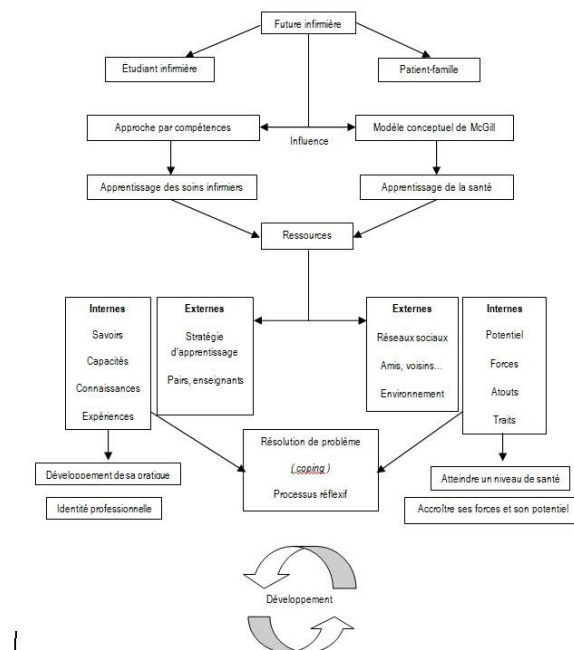 Future infirmière
Étudiant infirmière
Patient-famille
Approche par compétences
Modèle conceptuel de McGill
Influence
Apprentissage des soins infirmiers
Apprentissage de la santé
Ressources
Internes
Savoirs
Capacités
Connaissances
Expériences
Externes
Stratégie
d'apprentissage
Pairs, enseignants
Externes
Réseaux sociaux
Amis, voisins...
Environnement
Internes
Potentiel
Forces
Atouts
Traits
Résolution de problème
(coping)
Processus réflexif
Développement de sa pratique
Identité professionnelle
Atteindre un niveau de santé
Accroître ses forces et son potentiel
Développement